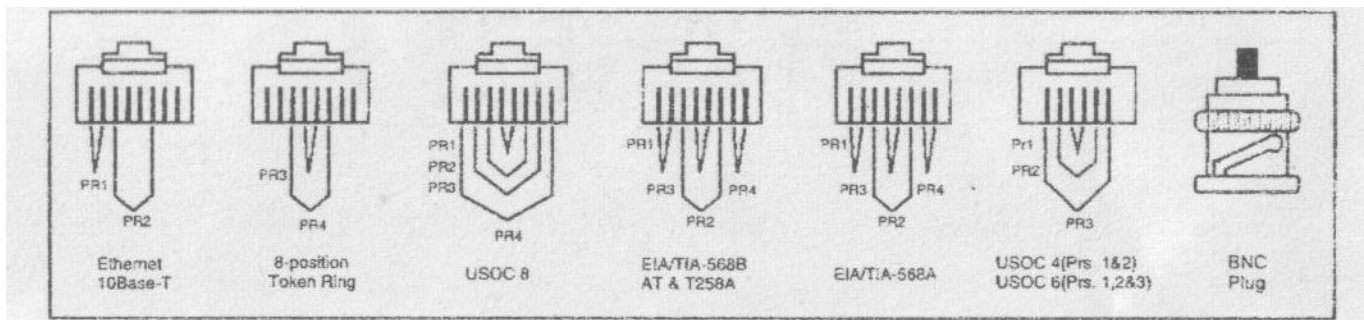 PR1
PR2
Ethernet
10Base-T
PR3
PR4
8-position
Token Ring
PR1
PR2
PR3
PR4
USOC 8
PR1
PR3
PR4
PR2
EIA/TIA-568B
AT & T258A
PR1
PR3
PR4
PR2
EIA/TIA-568A
Pr1
PR2
PR3
USOC 4(Prs. 1&2)
USOC 6(Prs. 1,2&3)
BNC
Plug